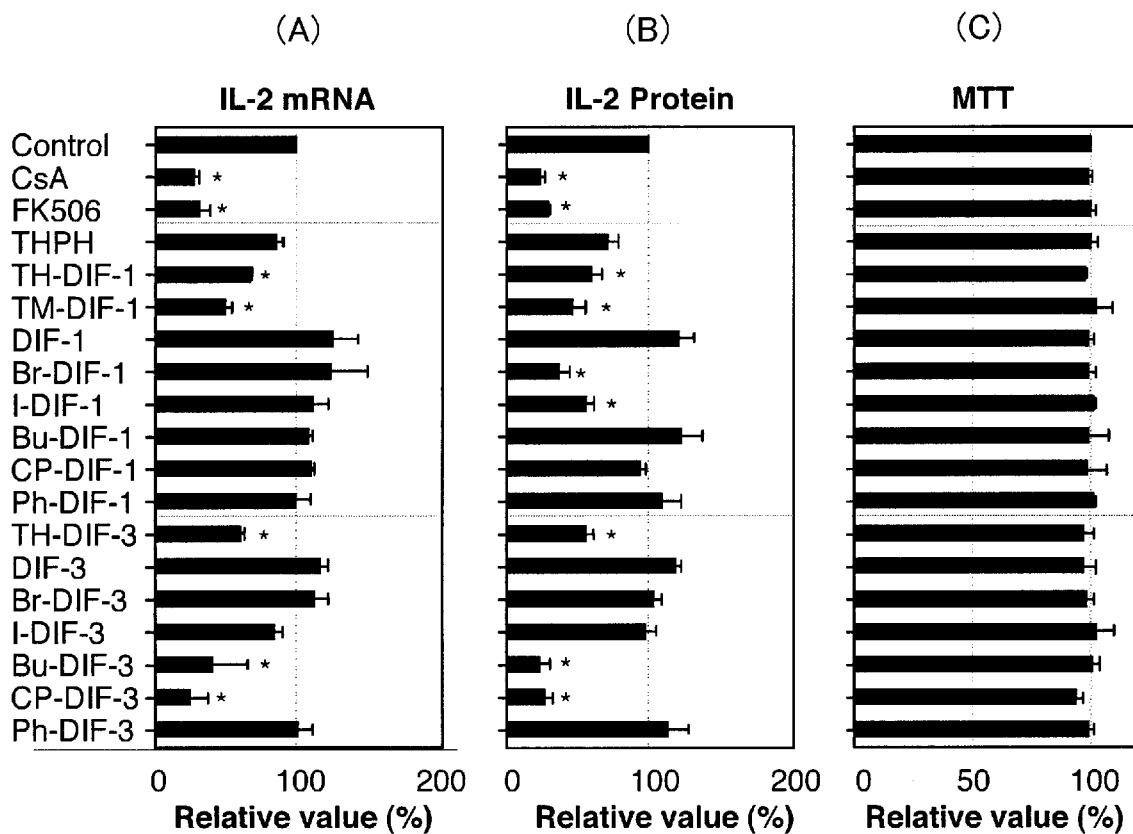 (A) (B) (C)
IL-2 mRNA IL-2 Protein MTT
Control
CsA * *
FK506 * *
THPH
TH-DIF-1 * *
TM-DIF-1 * *
DIF-1
Br-DIF-1 *
I-DIF-1 *
Bu-DIF-1
CP-DIF-1
Ph-DIF-1
TH-DIF-3 * *
DIF-3
Br-DIF-3
I-DIF-3
Bu-DIF-3 * *
CP-DIF-3 * *
Ph-DIF-3
0 100 200 0 100 200 0 50 100
Relative value (%) Relative value (%) Relative value (%)